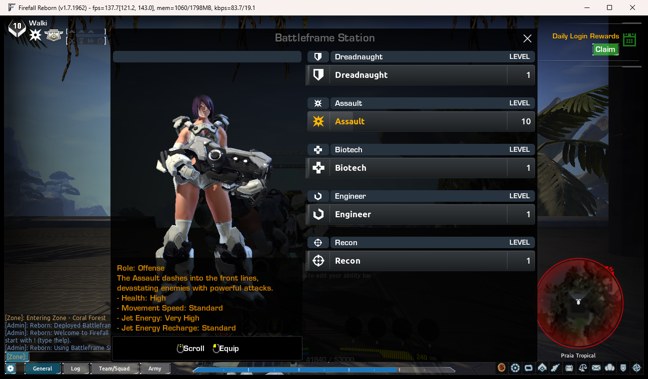 Firefall Reborn (v1.7.1962) - fps=137.7[121.2, 143.0], mem=1060/1798MB, kbps=83.7/19.1
10
Walki
Battleframe Station
Daily Login Rewards
Claim
Dreadnaught LEVEL
Dreadnaught 1
Assault LEVEL
Assault 10
Biotech LEVEL
Biotech 1
Engineer LEVEL
Engineer 1
Recon LEVEL
Recon 1
Role: Offense
The Assault dashes into the front lines,
devastating enemies with powerful attacks.
- Health: High
- Movement Speed: Standard
- Jet Energy: Very High
- Jet Energy Recharge: Standard
Scroll Equip
[Zone]: Entering Zone - Coral Forest
[Admin]: Reborn: Deployed Battlefram
[Admin]: Reborn: Welcome to Firefall
start with ! (type !help).
[Admin]: Reborn: Using Battleframe S
[Zone]
General Log Team/Squad Army
Praia Tropical